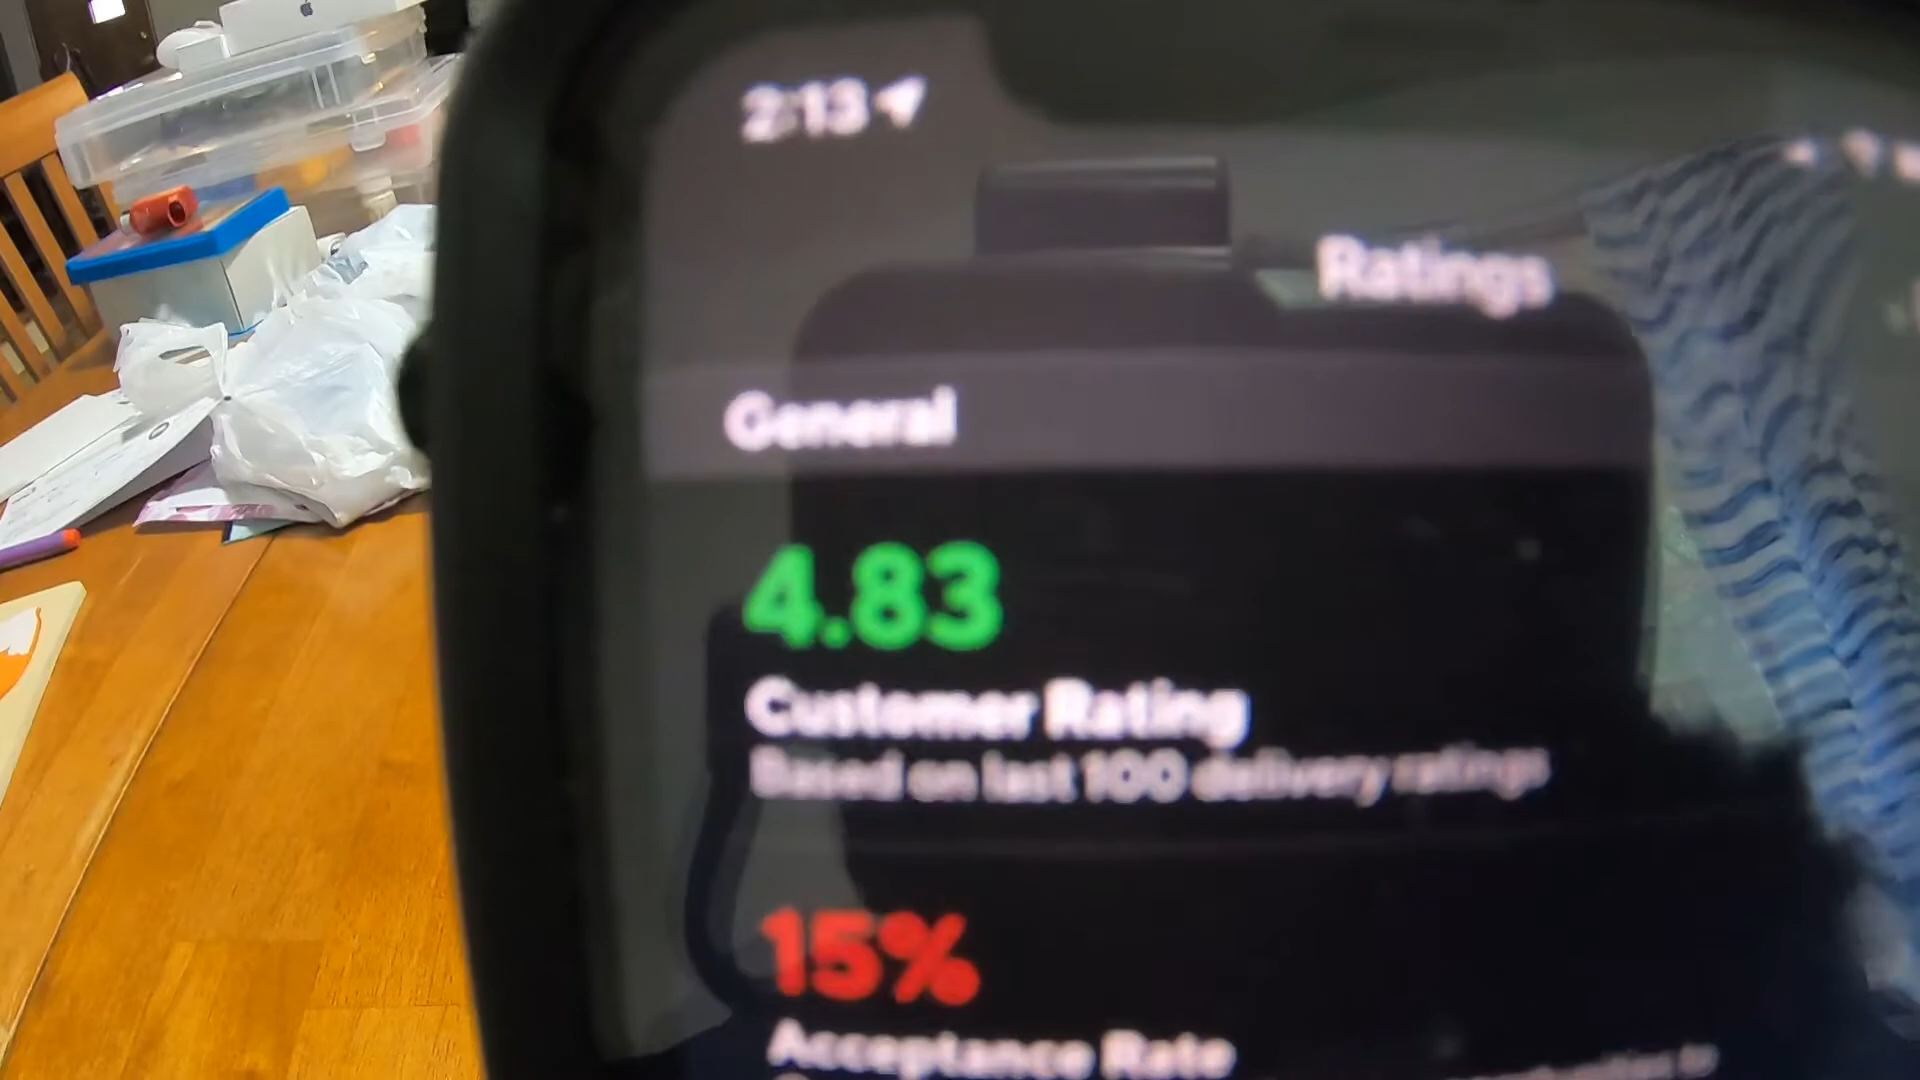 2:13
Ratings
General
4.83
Customer Rating
Based on last 100 delivery ratings
15%
Acceptance Rate